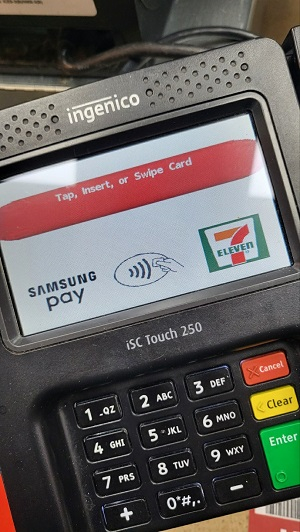 ingenico
Tap, Insert, or Swipe Card
SAMSUNG
pay
7
ELEVEN
iSC Touch 250
1 .QZ 2 ABC 3 DEF Cancel
4 GHI 5 JKL 6 MNO Clear
7 PRS 8 TUV 9 WXY Enter
+ 0*#,. -